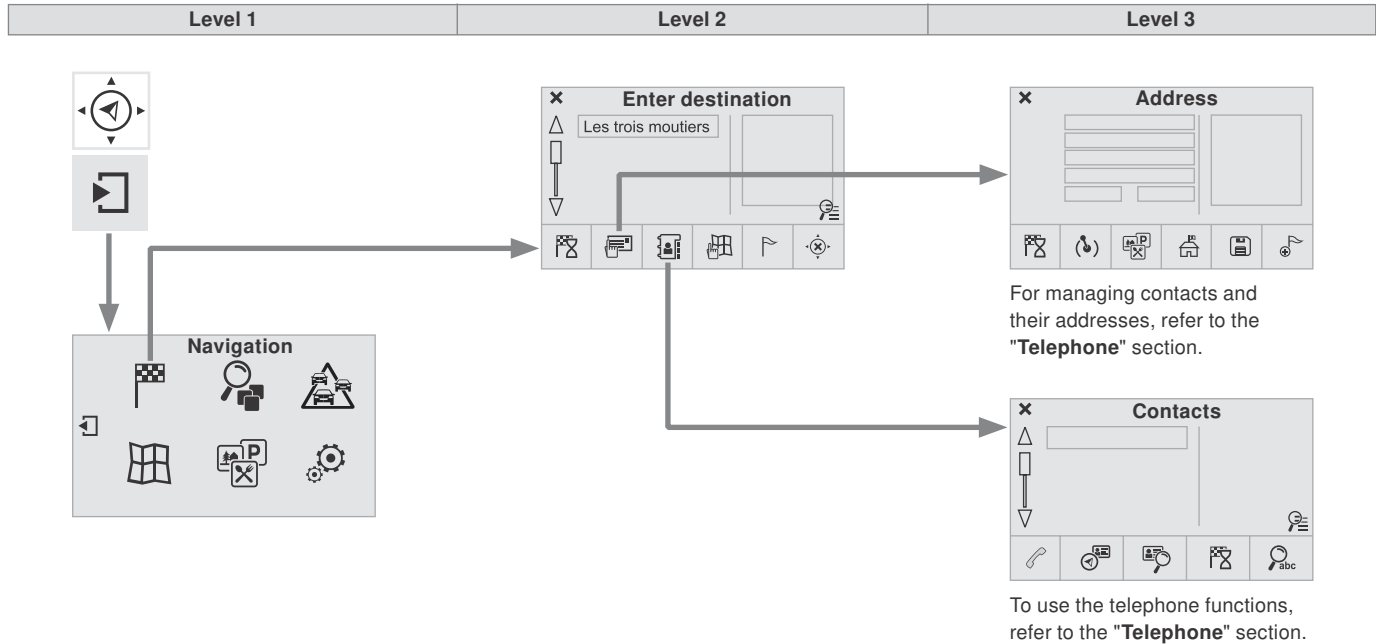 Level 1
Level 2
Level 3
Enter destination
Les trois moutiers
Address
P
For managing contacts and
their addresses, refer to the
"Telephone" section.
Navigation
P
Contacts
abc
To use the telephone functions,
refer to the "Telephone" section.